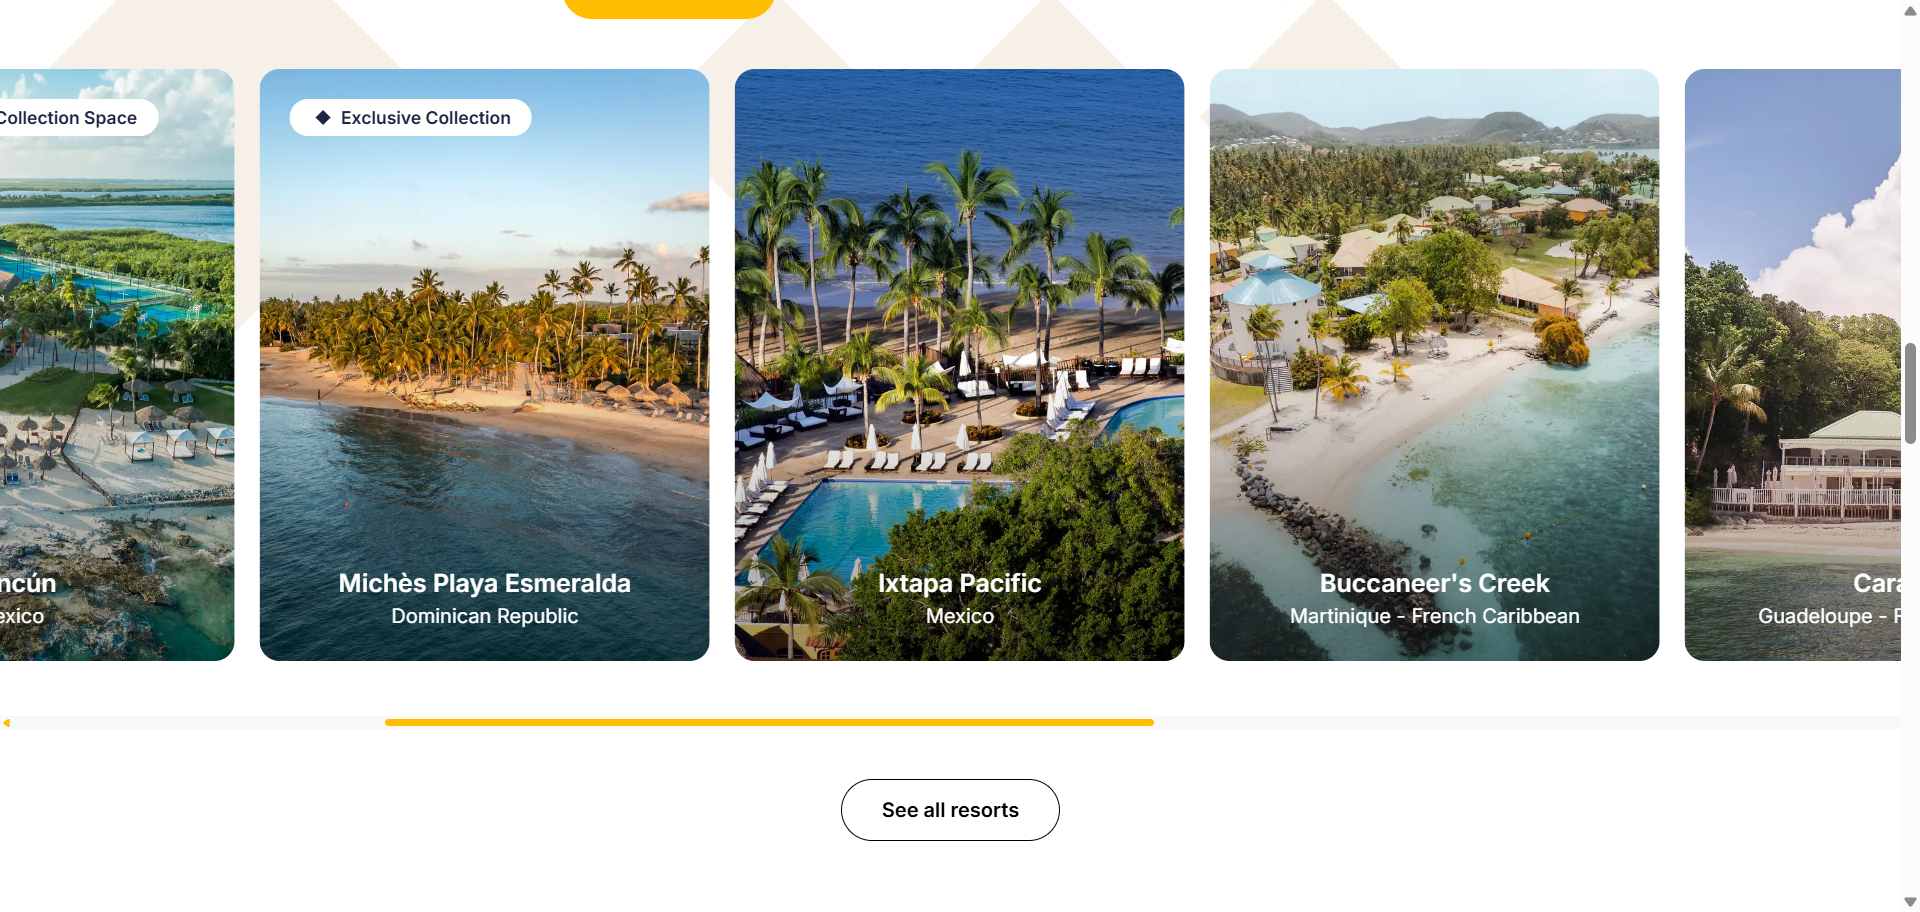 Collection Space
ncún
exico
Exclusive Collection
Michès Playa Esmeralda
Dominican Republic
Ixtapa Pacific
Mexico
Buccaneer's Creek
Martinique - French Caribbean
Cara
Guadeloupe - F
See all resorts